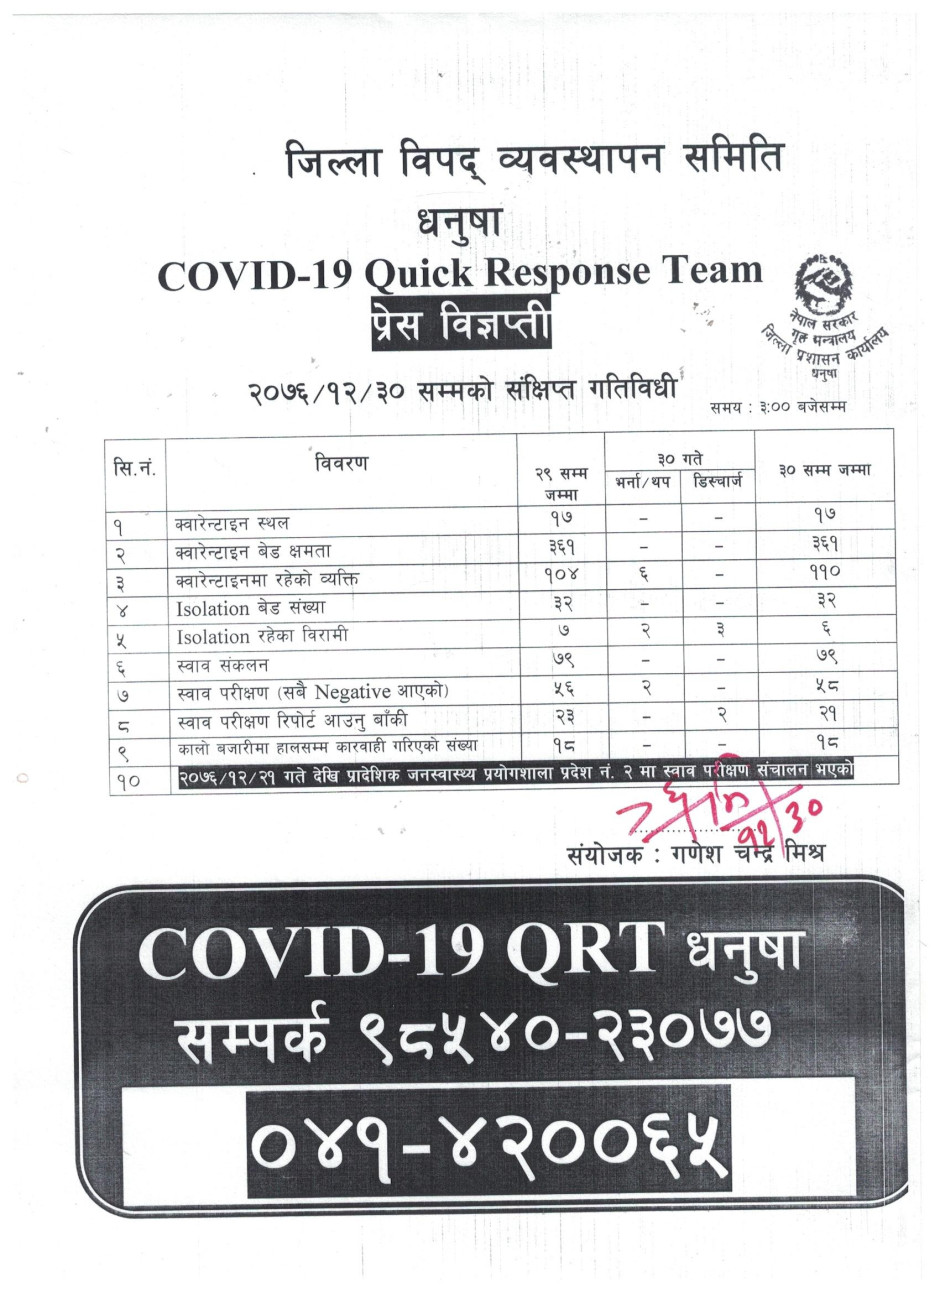 जिल्ला विपद् व्यवस्थापन समिति
धनुषा
COVID-19 Quick Response Team
प्रेस विज्ञप्ती
नेपाल सरकार
गृह मन्त्रालय
जिल्ला प्रशासन कार्यालय
धनुषा
२०७६/१२/३० सम्मको संक्षिप्त गतिविधी
समय : ३:०० बजेसम्म
सि.नं. विवरण २९ सम्म जम्मा ३० गते ३० सम्म जम्मा
भर्ना/थप डिस्चार्ज
१ क्वारेन्टाइन स्थल १७ – – १७
२ क्वारेन्टाइन बेड क्षमता ३६१ – – ३६१
३ क्वारेन्टाइनमा रहेको व्यक्ति १०४ ६ – ११०
४ Isolation बेड संख्या ३२ – – ३२
५ Isolation रहेका विरामी ७ २ ३ ६
६ स्वाव संकलन ७९ – – ७९
७ स्वाव परीक्षण (सबै Negative आएको) ५६ २ – ५८
८ स्वाव परीक्षण रिपोर्ट आउनु बाँकी २३ – २ २१
९ कालो बजारीमा हालसम्म कारवाही गरिएको संख्या १८ – – १८
१० २०७६/१२/२१ गते देखि प्रादेशिक जनस्वास्थ्य प्रयोगशाला प्रदेश नं. २ मा स्वाव परीक्षण संचालन भएको
१२/३०
संयोजक : गणेश चन्द्र मिश्र
COVID-19 QRT धनुषा
सम्पर्क ९८५४०-२३०७७
०४१-४२००६५